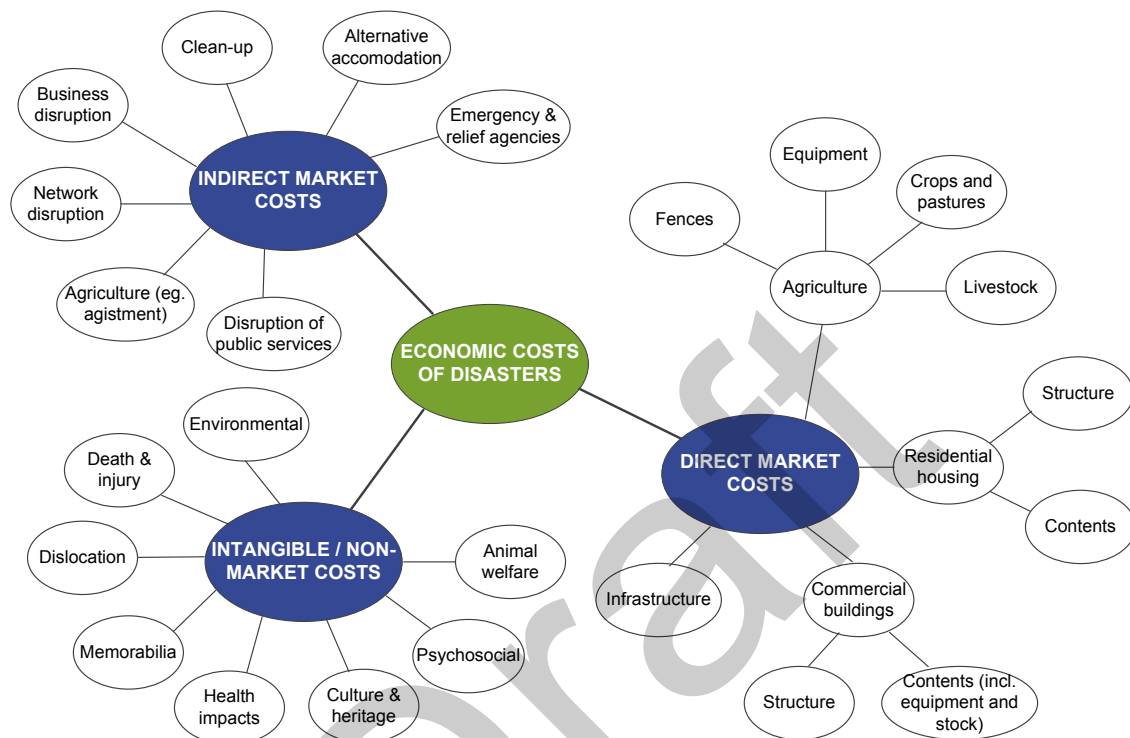 Clean-up
Alternative
accomodation
Business
disruption
Emergency &
relief agencies
INDIRECT MARKET
COSTS
Network
disruption
Agriculture (eg.
agistment)
Disruption of
public services
ECONOMIC COSTS
OF DISASTERS
Equipment
Crops and
pastures
Fences
Agriculture
Livestock
Structure
DIRECT MARKET
COSTS
Residential
housing
Contents
Infrastructure
Commercial
buildings
Structure
Contents (incl.
equipment and
stock)
Environmental
Death &
injury
Dislocation
INTANGIBLE / NON-
MARKET COSTS
Animal
welfare
Memorabilia
Psychosocial
Health
impacts
Culture &
heritage
Draft